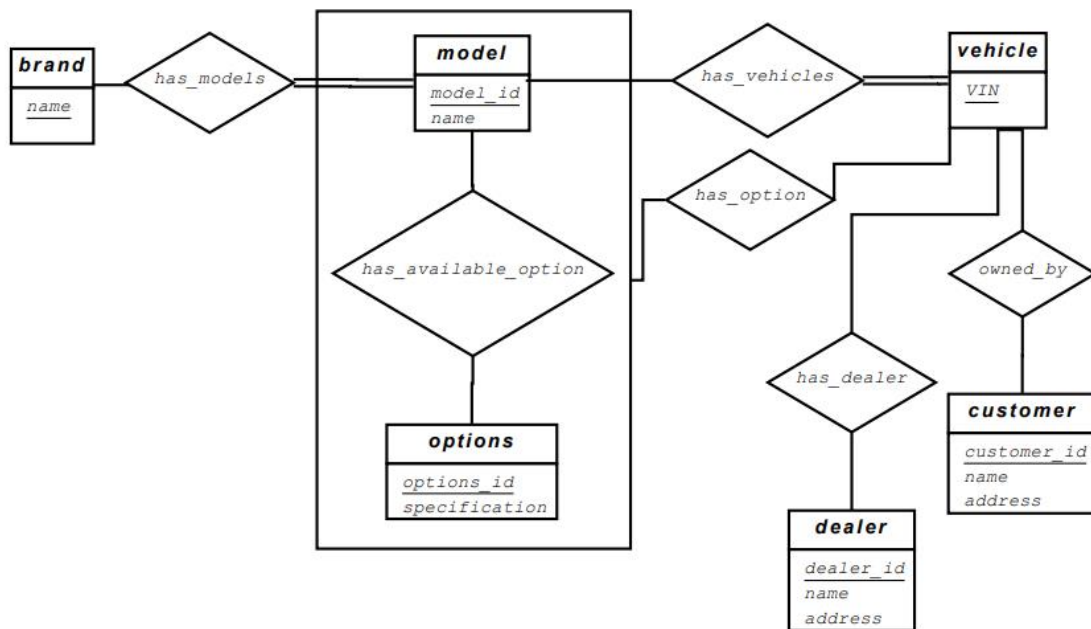 brand
name
has_models
model
model_id
name
has_vehicles
vehicle
VIN
has_option
has_available_option
owned_by
has_dealer
options
options_id
specification
customer
customer_id
name
address
dealer
dealer_id
name
address